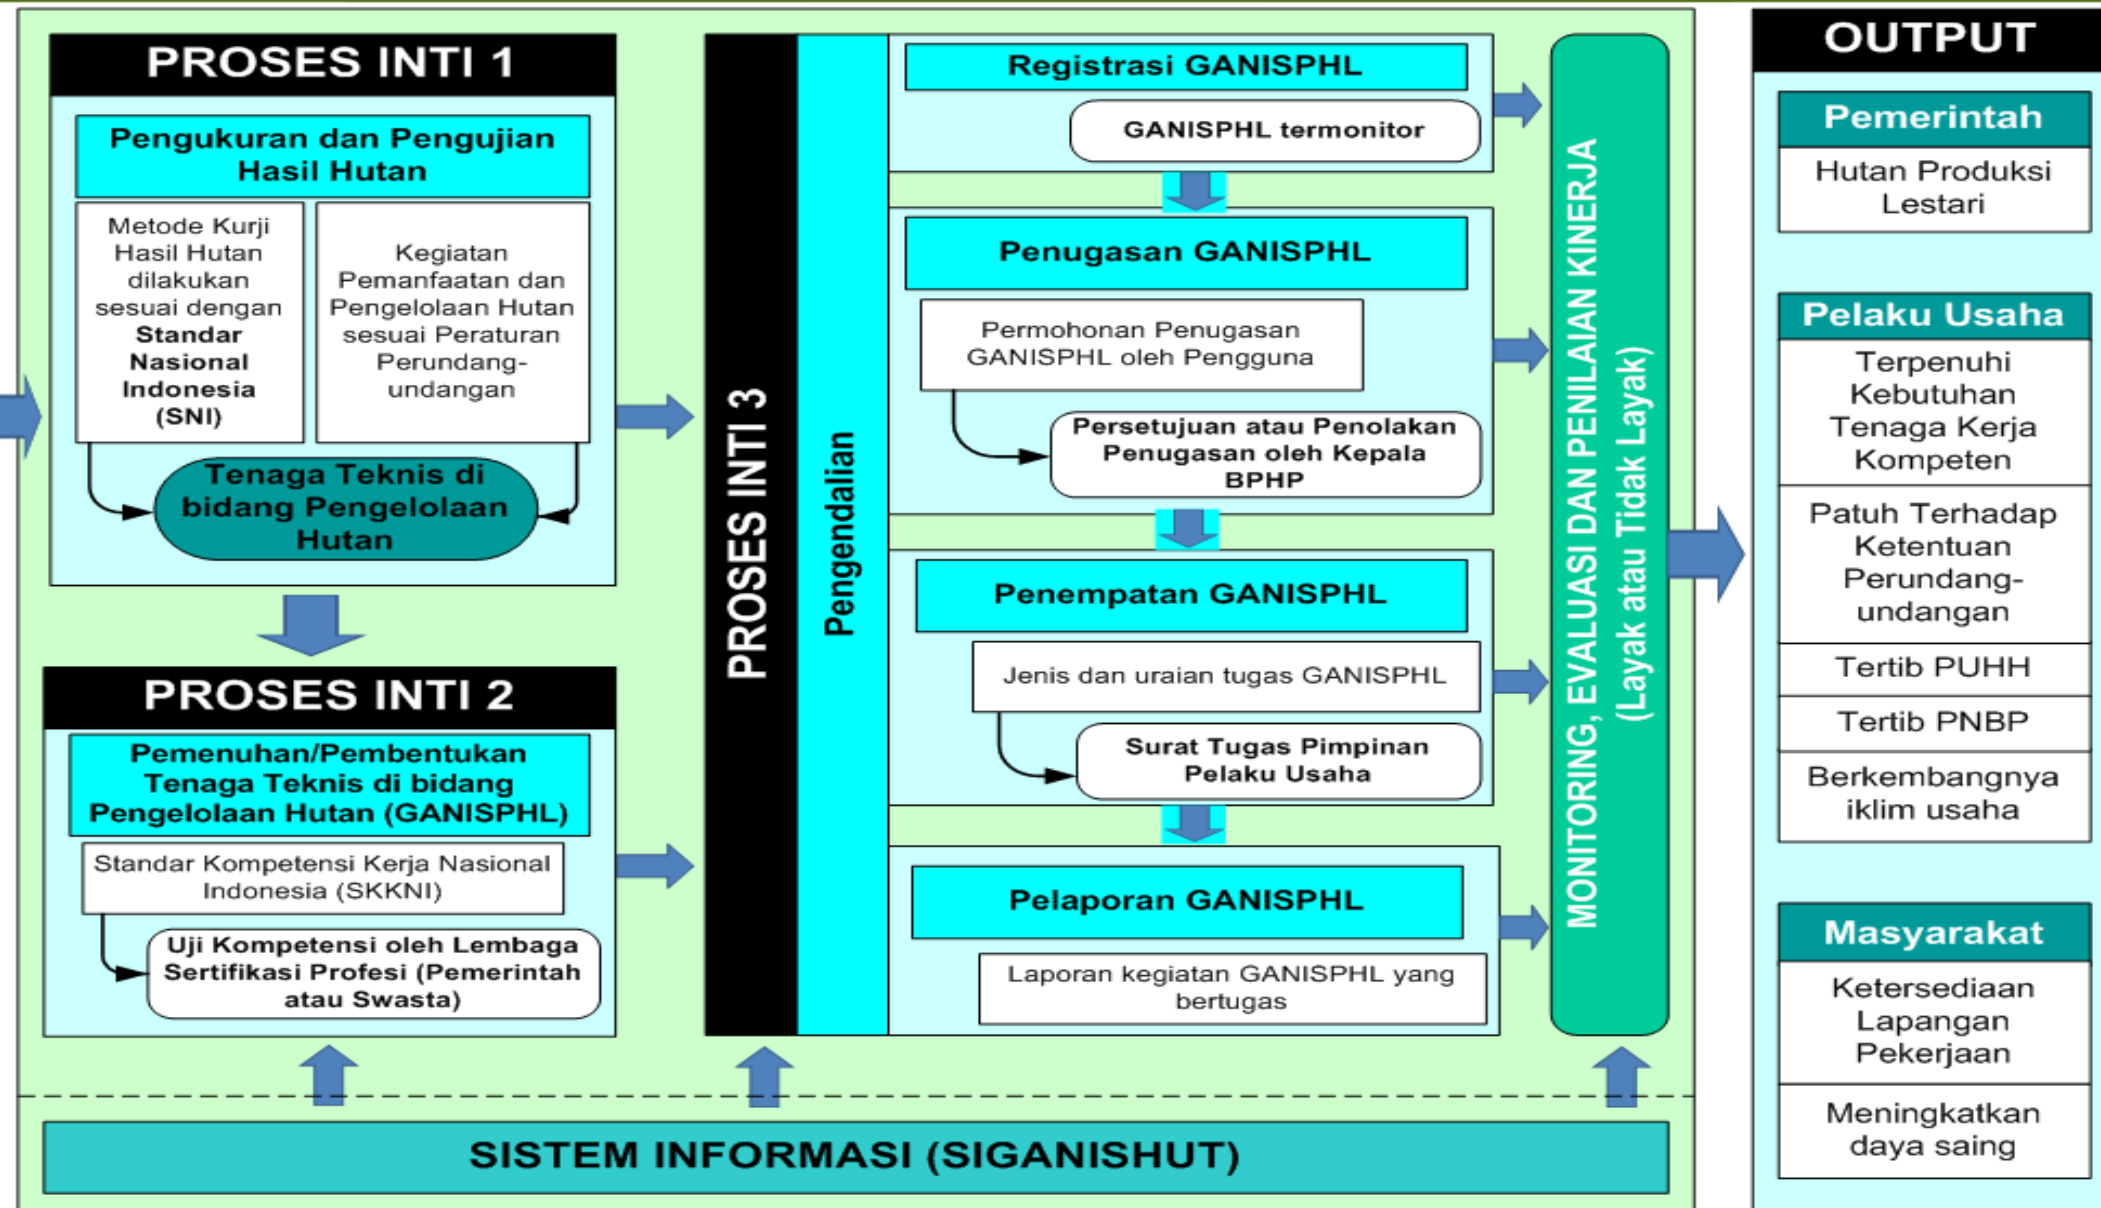 PROSES INTI 1
Pengukuran dan Pengujian
Hasil Hutan
Metode Kurji
Hasil Hutan
dilakukan
sesuai dengan
Standar
Nasional
Indonesia
(SNI)
Kegiatan
Pemanfaatan dan
Pengelolaan Hutan
sesuai Peraturan
Perundang-
undangan
Tenaga Teknis di
bidang Pengelolaan
Hutan
PROSES INTI 2
Pemenuhan/Pembentukan
Tenaga Teknis di bidang
Pengelolaan Hutan (GANISPHL)
Standar Kompetensi Kerja Nasional
Indonesia (SKKNI)
Uji Kompetensi oleh Lembaga
Sertifikasi Profesi (Pemerintah
atau Swasta)
PROSES INTI 3
Pengendalian
Registrasi GANISPHL
GANISPHL termonitor
Penugasan GANISPHL
Permohonan Penugasan
GANISPHL oleh Pengguna
Persetujuan atau Penolakan
Penugasan oleh Kepala
BPHP
Penempatan GANISPHL
Jenis dan uraian tugas GANISPHL
Surat Tugas Pimpinan
Pelaku Usaha
Pelaporan GANISPHL
Laporan kegiatan GANISPHL yang
bertugas
MONITORING, EVALUASI DAN PENILAIAN KINERJA
(Layak atau Tidak Layak)
SISTEM INFORMASI (SIGANISHUT)
OUTPUT
Pemerintah
Hutan Produksi
Lestari
Pelaku Usaha
Terpenuhi
Kebutuhan
Tenaga Kerja
Kompeten
Patuh Terhadap
Ketentuan
Perundang-
undangan
Tertib PUHH
Tertib PNBP
Berkembangnya
iklim usaha
Masyarakat
Ketersediaan
Lapangan
Pekerjaan
Meningkatkan
daya saing